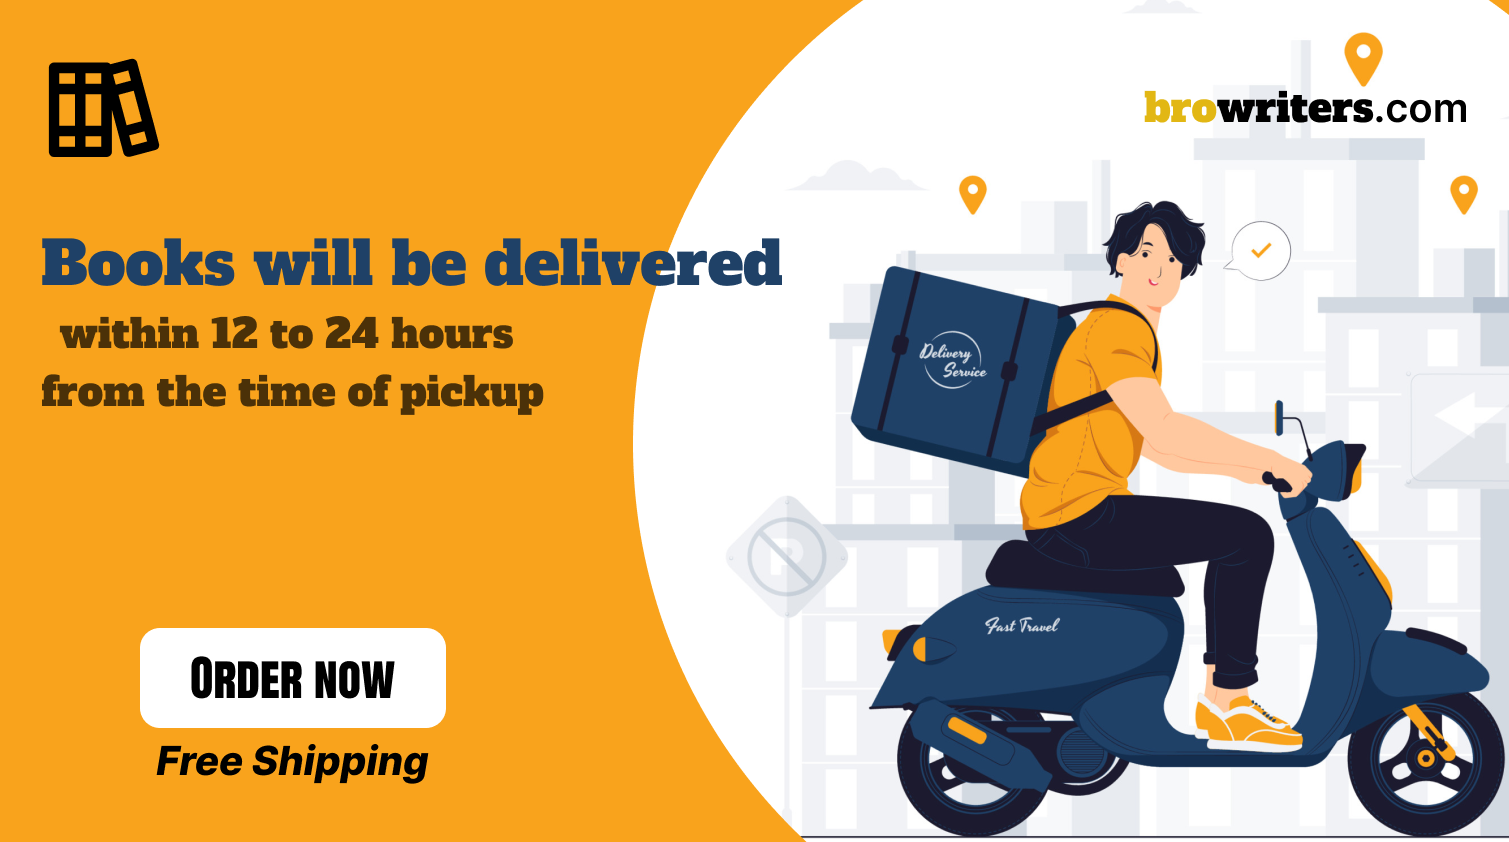 browriters.com
Books will be delivered
within 12 to 24 hours
from the time of pickup
Delivery
Service
P
Fast Travel
ORDER NOW
Free Shipping